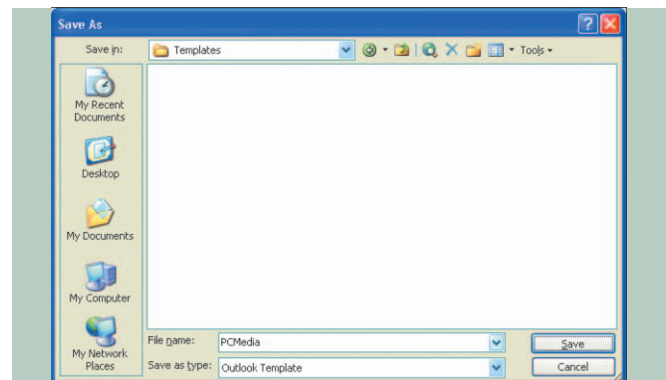 Save As
Save in: Templates Tools
My Recent
Documents
Desktop
My Documents
My Computer
My Network
Places
File name: PCMedia Save
Save as type: Outlook Template Cancel